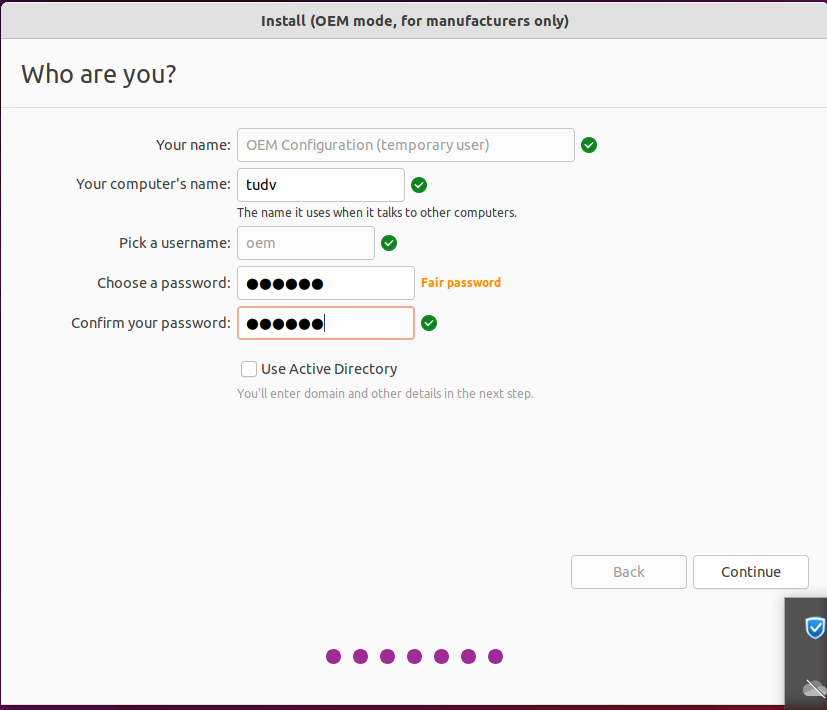 Install (OEM mode, for manufacturers only)
Who are you?
Your name: OEM Configuration (temporary user)
Your computer's name: tudv
The name it uses when it talks to other computers.
Pick a username: oem
Choose a password: ●●●●●● Fair password
Confirm your password: ●●●●●●
Use Active Directory
You'll enter domain and other details in the next step.
Back Continue